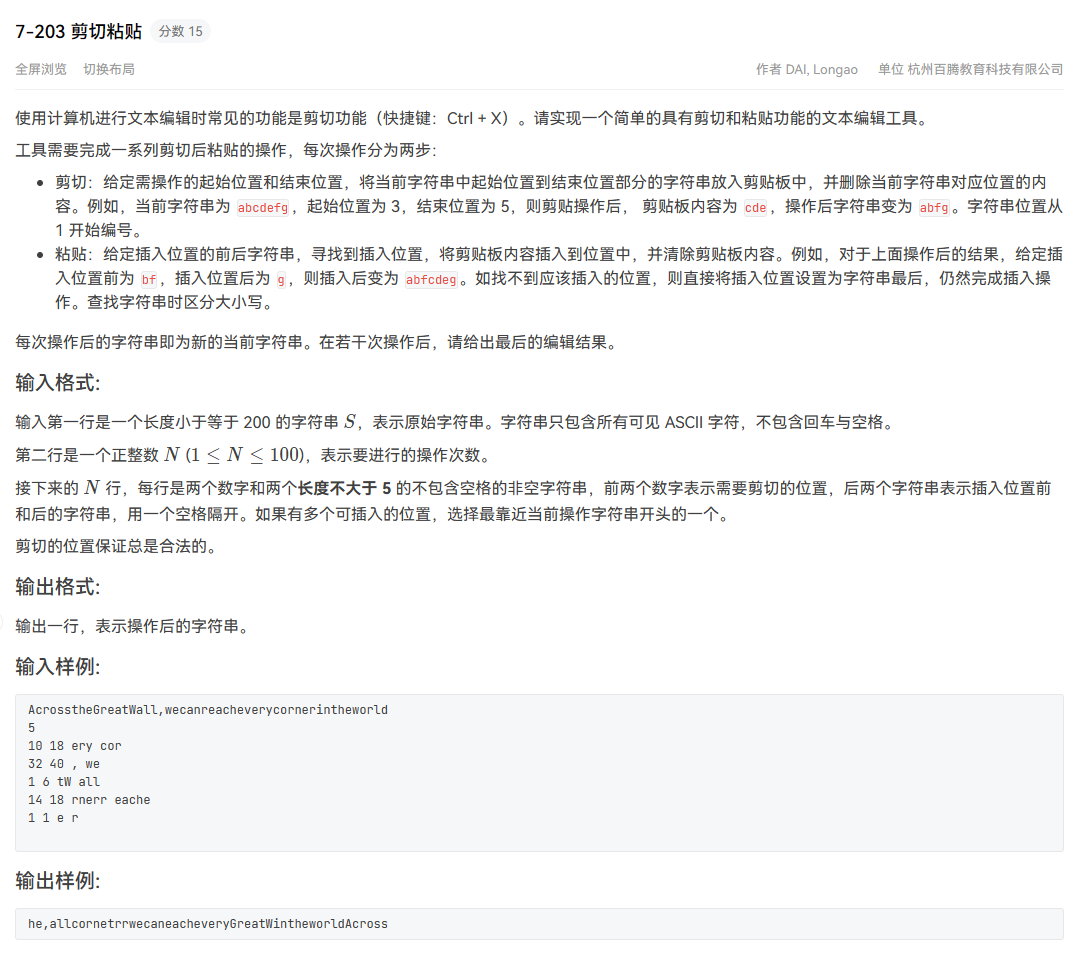 7-203 剪切粘贴 分数 15
全屏浏览 切换布局 作者 DAI, Longao 单位 杭州百腾教育科技有限公司
使用计算机进行文本编辑时常见的功能是剪切功能（快捷键：Ctrl + X）。请实现一个简单的具有剪切和粘贴功能的文本编辑工具。
工具需要完成一系列剪切后粘贴的操作，每次操作分为两步：
• 剪切：给定需操作的起始位置和结束位置，将当前字符串中起始位置到结束位置部分的字符串放入剪贴板中，并删除当前字符串对应位置的内
容。例如，当前字符串为 abcdefg，起始位置为 3，结束位置为 5，则剪贴操作后， 剪贴板内容为 cde，操作后字符串变为 abfg。字符串位置从
1 开始编号。
• 粘贴：给定插入位置的前后字符串，寻找到插入位置，将剪贴板内容插入到位置中，并清除剪贴板内容。例如，对于上面操作后的结果，给定插
入位置前为 bf，插入位置后为 g，则插入后变为 abfcdeg。如找不到应该插入的位置，则直接将插入位置设置为字符串最后，仍然完成插入操
作。查找字符串时区分大小写。
每次操作后的字符串即为新的当前字符串。在若干次操作后，请给出最后的编辑结果。
输入格式:
输入第一行是一个长度小于等于 200 的字符串 S，表示原始字符串。字符串只包含所有可见 ASCII 字符，不包含回车与空格。
第二行是一个正整数 N (1 ≤ N ≤ 100)，表示要进行的操作次数。
接下来的 N 行，每行是两个数字和两个长度不大于 5 的不包含空格的非空字符串，前两个数字表示需要剪切的位置，后两个字符串表示插入位置前
和后的字符串，用一个空格隔开。如果有多个可插入的位置，选择最靠近当前操作字符串开头的一个。
剪切的位置保证总是合法的。
输出格式:
输出一行，表示操作后的字符串。
输入样例:
AcrosstheGreatWall,wecanreacheverycornerintheworld
5
10 18 ery cor
32 40 , we
1 6 tW all
14 18 rnerr eache
1 1 e r
输出样例:
he,allcornetrrwecaneacheveryGreatWintheworldAcross